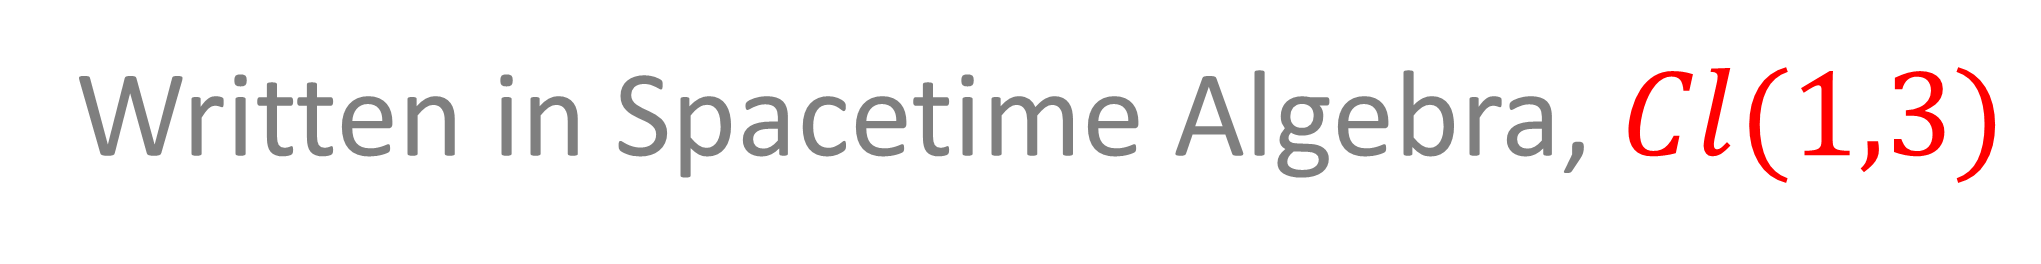 Written in Spacetime Algebra, Cl(1,3)